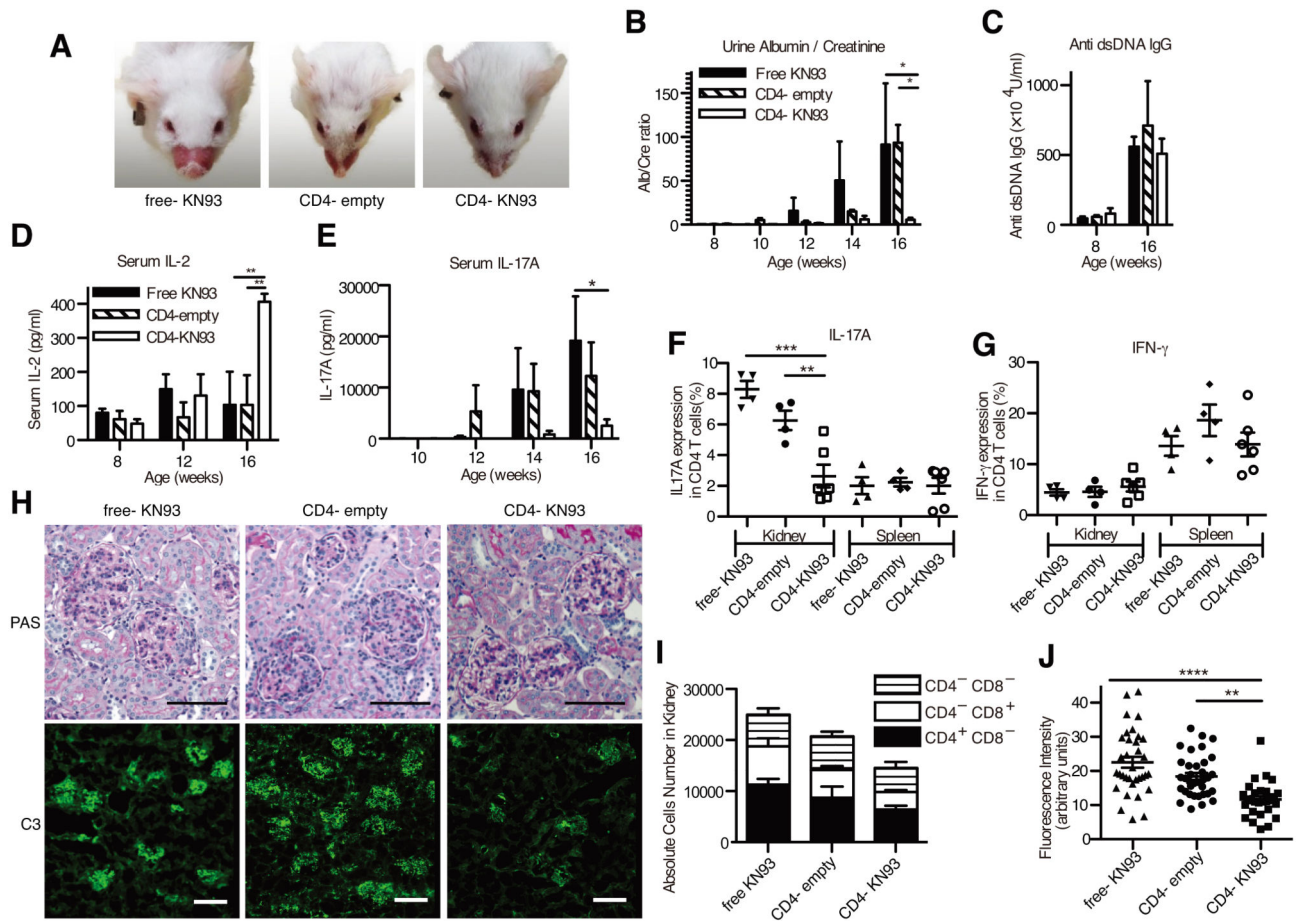 A
free- KN93
CD4- empty
CD4- KN93
B
Urine Albumin / Creatinine
Free KN93
CD4- empty
CD4- KN93
*
*
Alb/Cre ratio
150
100
50
0
8
10
12
14
16
Age (weeks)
C
Anti dsDNA IgG
Anti dsDNA IgG (×10⁴U/ml)
1000
500
0
8
16
Age (weeks)
D
Serum IL-2
Free KN93
CD4-empty
CD4-KN93
**
**
Serum IL-2 (pg/ml)
400
300
200
100
0
8
12
16
Age (weeks)
E
Serum IL-17A
*
IL-17A (pg/ml)
30000
20000
10000
0
10
12
14
16
Age (weeks)
F
IL-17A
***
**
IL17A expression
in CD4 T cells(%)
10
8
6
4
2
0
Kidney
Spleen
free- KN93
CD4-empty
CD4-KN93
free- KN93
CD4-empty
CD4-KN93
G
IFN-γ
IFN-γ expression
in CD4 T cells (%)
30
20
10
0
Kidney
Spleen
free- KN93
CD4-empty
CD4-KN93
free- KN93
CD4-empty
CD4-KN93
H
free- KN93
CD4- empty
CD4- KN93
PAS
C3
I
Absolute Cells Number in Kidney
30000
20000
10000
0
CD4⁻ CD8⁻
CD4⁻ CD8⁺
CD4⁺ CD8⁻
free KN93
CD4- empty
CD4- KN93
J
****
**
Fluorescence Intensity
(arbitrary units)
40
30
20
10
0
free- KN93
CD4- empty
CD4- KN93